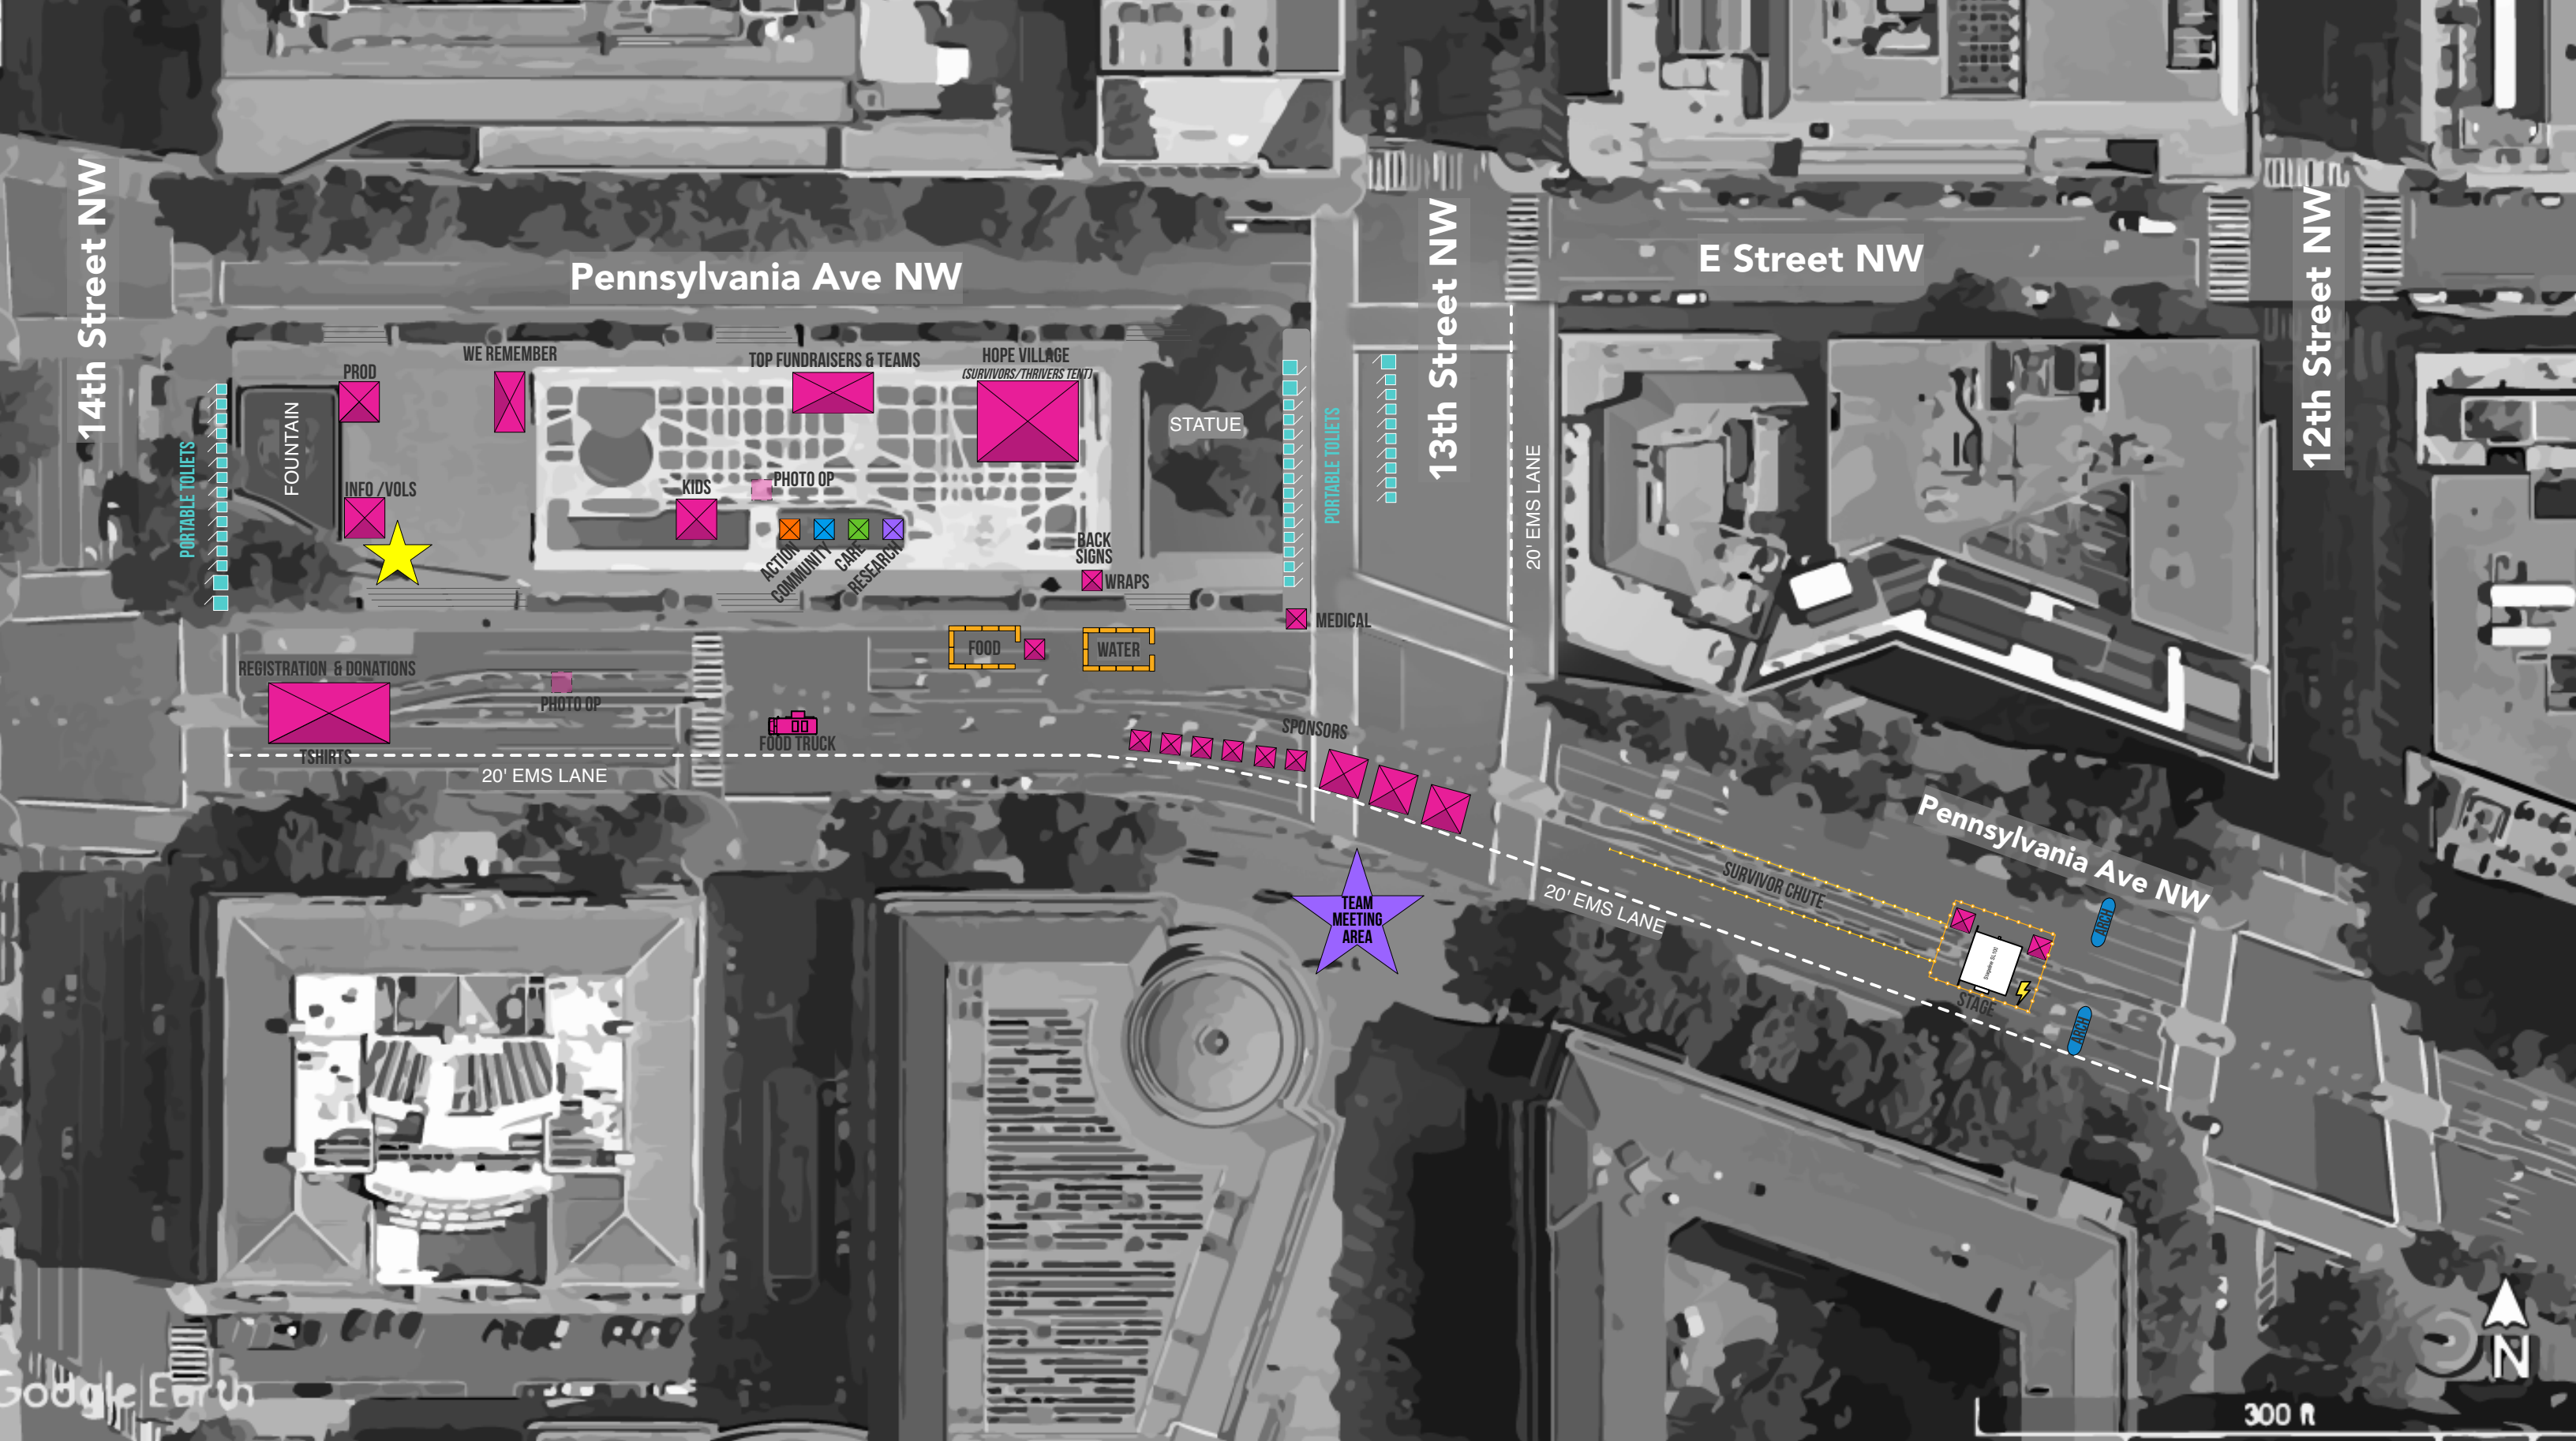 14th Street NW
Pennsylvania Ave NW
13th Street NW
E Street NW
12th Street NW
WE REMEMBER
TOP FUNDRAISERS & TEAMS
HOPE VILLAGE
(SURVIVORS/THRIVERS TENT)
PROD
FOUNTAIN
STATUE
PORTABLE TOLIETS
PORTABLE TOLIETS
20' EMS LANE
INFO /VOLS
KIDS
PHOTO OP
ACTION
COMMUNITY
CARE
RESEARCH
BACK
SIGNS
WRAPS
MEDICAL
FOOD
WATER
REGISTRATION & DONATIONS
PHOTO OP
TSHIRTS
FOOD TRUCK
20' EMS LANE
SPONSORS
Pennsylvania Ave NW
SURVIVOR CHUTE
20' EMS LANE
TEAM
MEETING
AREA
ARCH
STAGE
ARCH
Google Earth
N
300 ft